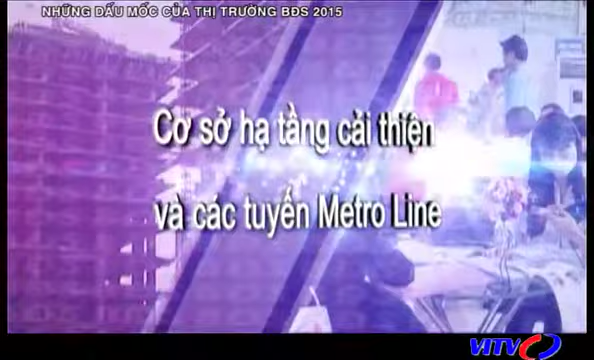 NHỮNG DẤU MỐC CỦA THỊ TRƯỜNG BĐS 2015
Cơ sở hạ tầng cải thiện
và các tuyến Metro Line
VITV